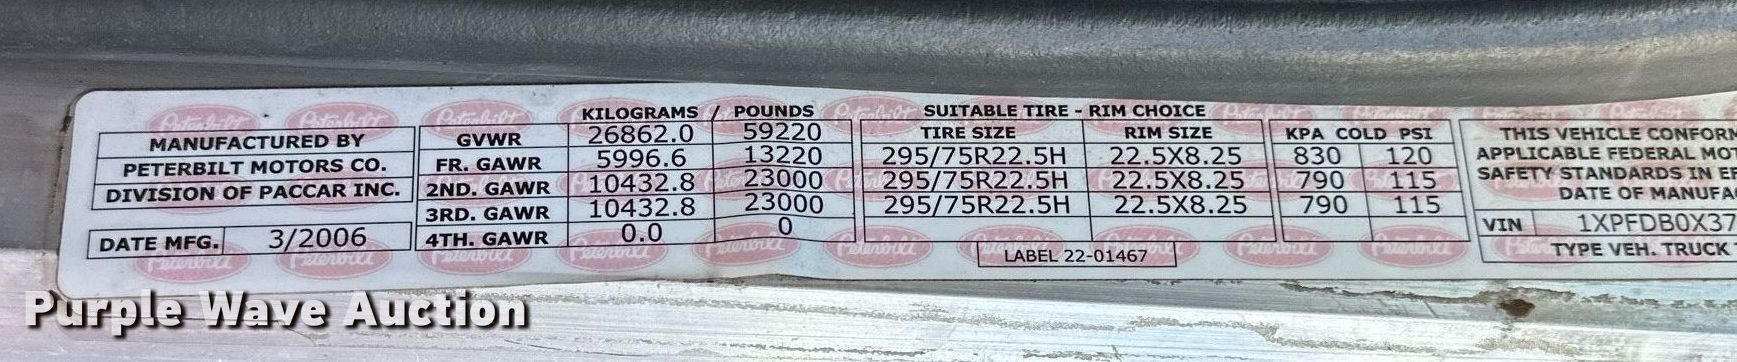 KILOGRAMS / POUNDS SUITABLE TIRE - RIM CHOICE
MANUFACTURED BY GVWR 26862.0 59220 TIRE SIZE RIM SIZE KPA COLD PSI THIS VEHICLE CONFORM
PETERBILT MOTORS CO. FR. GAWR 5996.6 13220 295/75R22.5H 22.5X8.25 830 120 APPLICABLE FEDERAL MOT
DIVISION OF PACCAR INC. 2ND. GAWR 10432.8 23000 295/75R22.5H 22.5X8.25 790 115 SAFETY STANDARDS IN EF
3RD. GAWR 10432.8 23000 295/75R22.5H 22.5X8.25 790 115 DATE OF MANUFA
DATE MFG. 3/2006 4TH. GAWR 0.0 0 VIN 1XPFDB0X37
LABEL 22-01467 TYPE VEH. TRUCK
Peterbilt
Purple Wave Auction